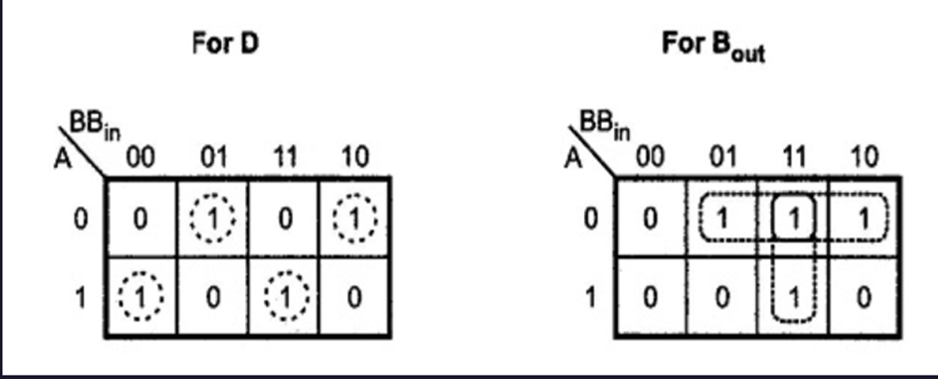 For D
BBin
A 00 01 11 10
0 0 1 0 1
1 1 0 1 0
For Bout
BBin
A 00 01 11 10
0 0 1 1 1
1 0 0 1 0